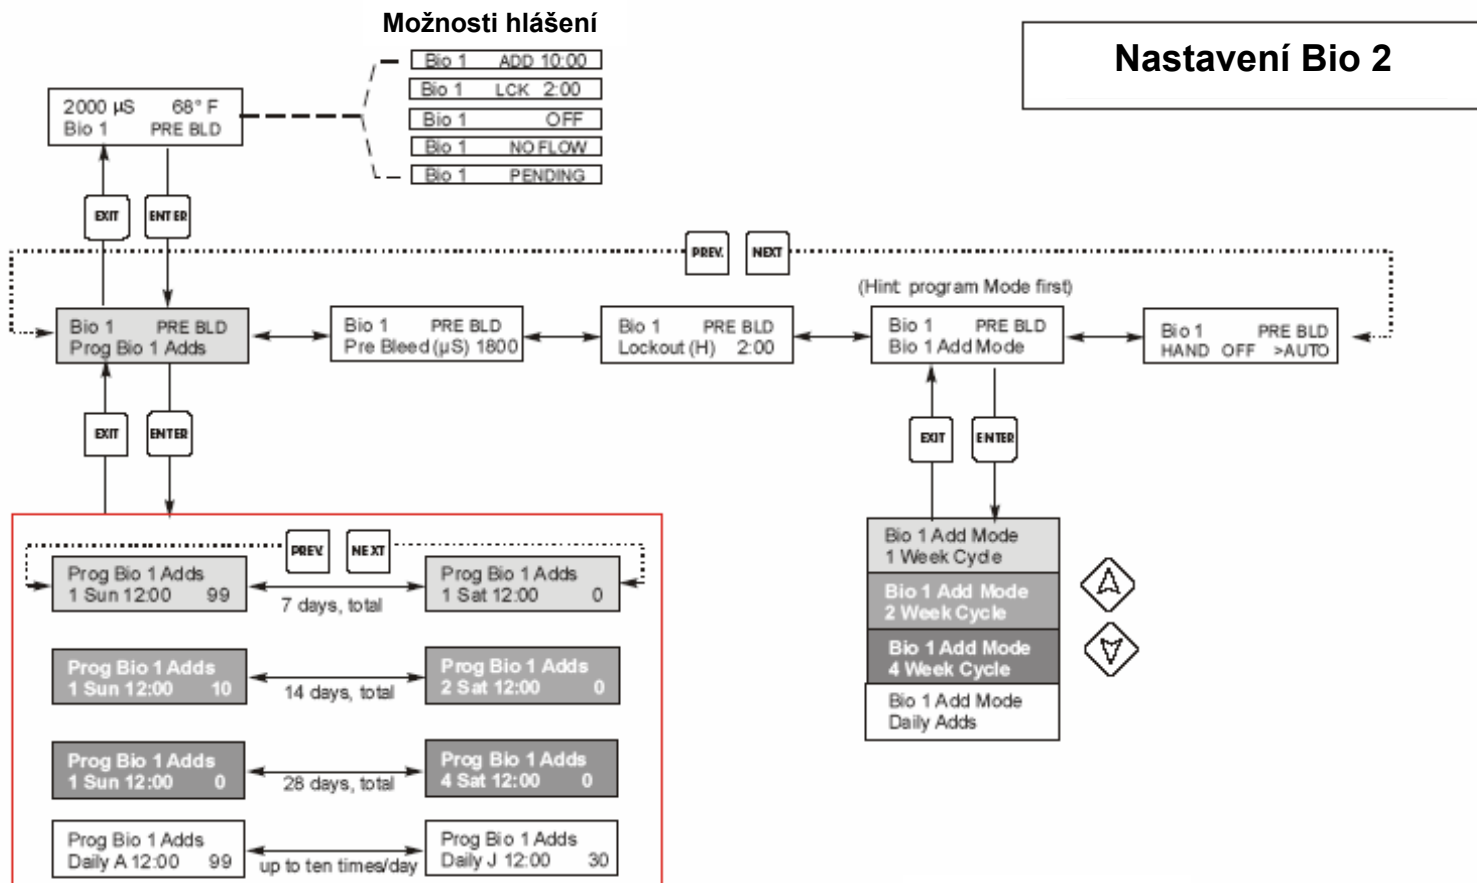 Možnosti hlášení
Nastavení Bio 2
Bio 1 ADD 10:00
Bio 1 LCK 2:00
Bio 1 OFF
Bio 1 NO FLOW
Bio 1 PENDING
2000 µS 68° F
Bio 1 PRE BLD
EXIT
ENTER
PREV.
NEXT
(Hint: program Mode first)
Bio 1 PRE BLD
Prog Bio 1 Adds
Bio 1 PRE BLD
Pre Bleed (µS) 1800
Bio 1 PRE BLD
Lockout (H) 2:00
Bio 1 PRE BLD
Bio 1 Add Mode
Bio 1 PRE BLD
HAND OFF >AUTO
EXIT
ENTER
EXIT
ENTER
PREV.
NEXT
Prog Bio 1 Adds
1 Sun 12:00 99
7 days, total
Prog Bio 1 Adds
1 Sat 12:00 0
Prog Bio 1 Adds
1 Sun 12:00 10
14 days, total
Prog Bio 1 Adds
2 Sat 12:00 0
Prog Bio 1 Adds
1 Sun 12:00 0
28 days, total
Prog Bio 1 Adds
4 Sat 12:00 0
Prog Bio 1 Adds
Daily A 12:00 99
up to ten times/day
Prog Bio 1 Adds
Daily J 12:00 30
Bio 1 Add Mode
1 Week Cycle
Bio 1 Add Mode
2 Week Cycle
Bio 1 Add Mode
4 Week Cycle
Bio 1 Add Mode
Daily Adds